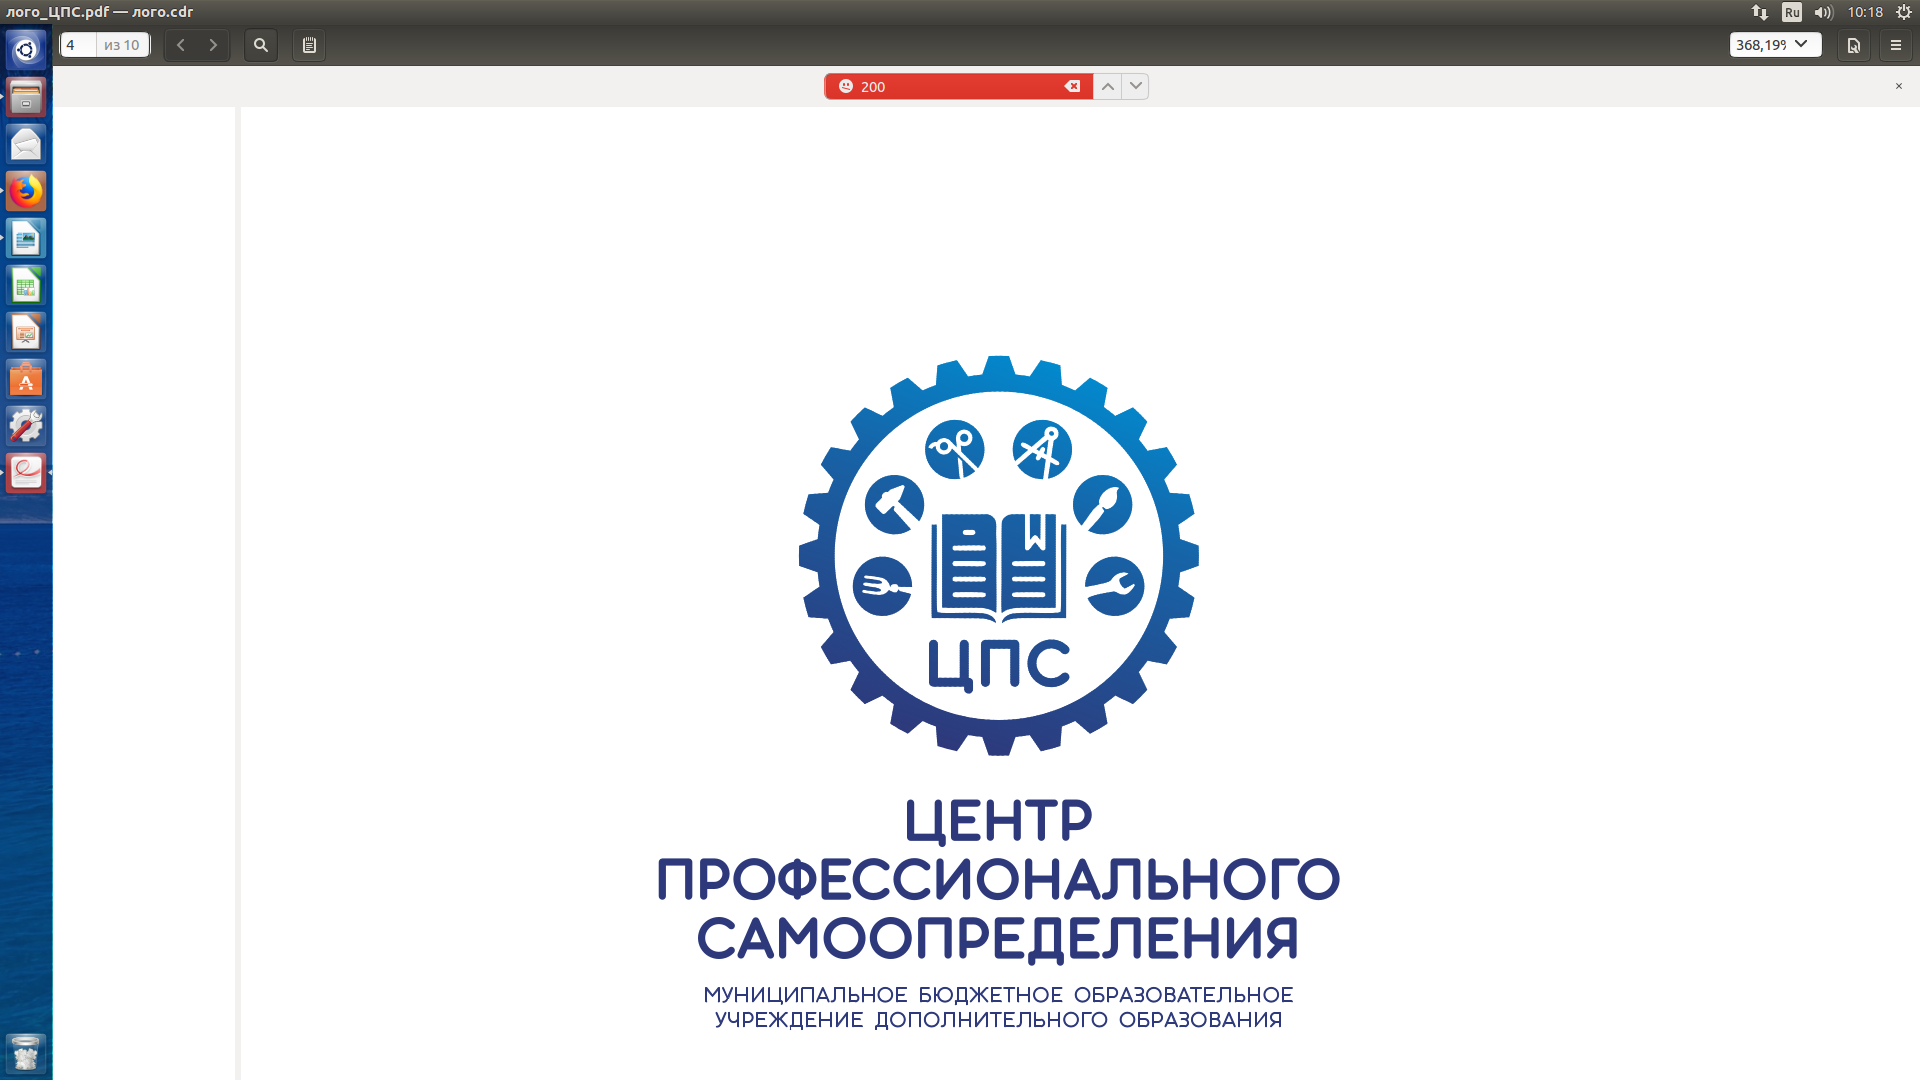 лого_ЦПС.pdf — лого.cdr
Ru
10:18
4
из 10
368,19%
200
ЦПС
ЦЕНТР
ПРОФЕССИОНАЛЬНОГО
САМООПРЕДЕЛЕНИЯ
МУНИЦИПАЛЬНОЕ БЮДЖЕТНОЕ ОБРАЗОВАТЕЛЬНОЕ
УЧРЕЖДЕНИЕ ДОПОЛНИТЕЛЬНОГО ОБРАЗОВАНИЯ